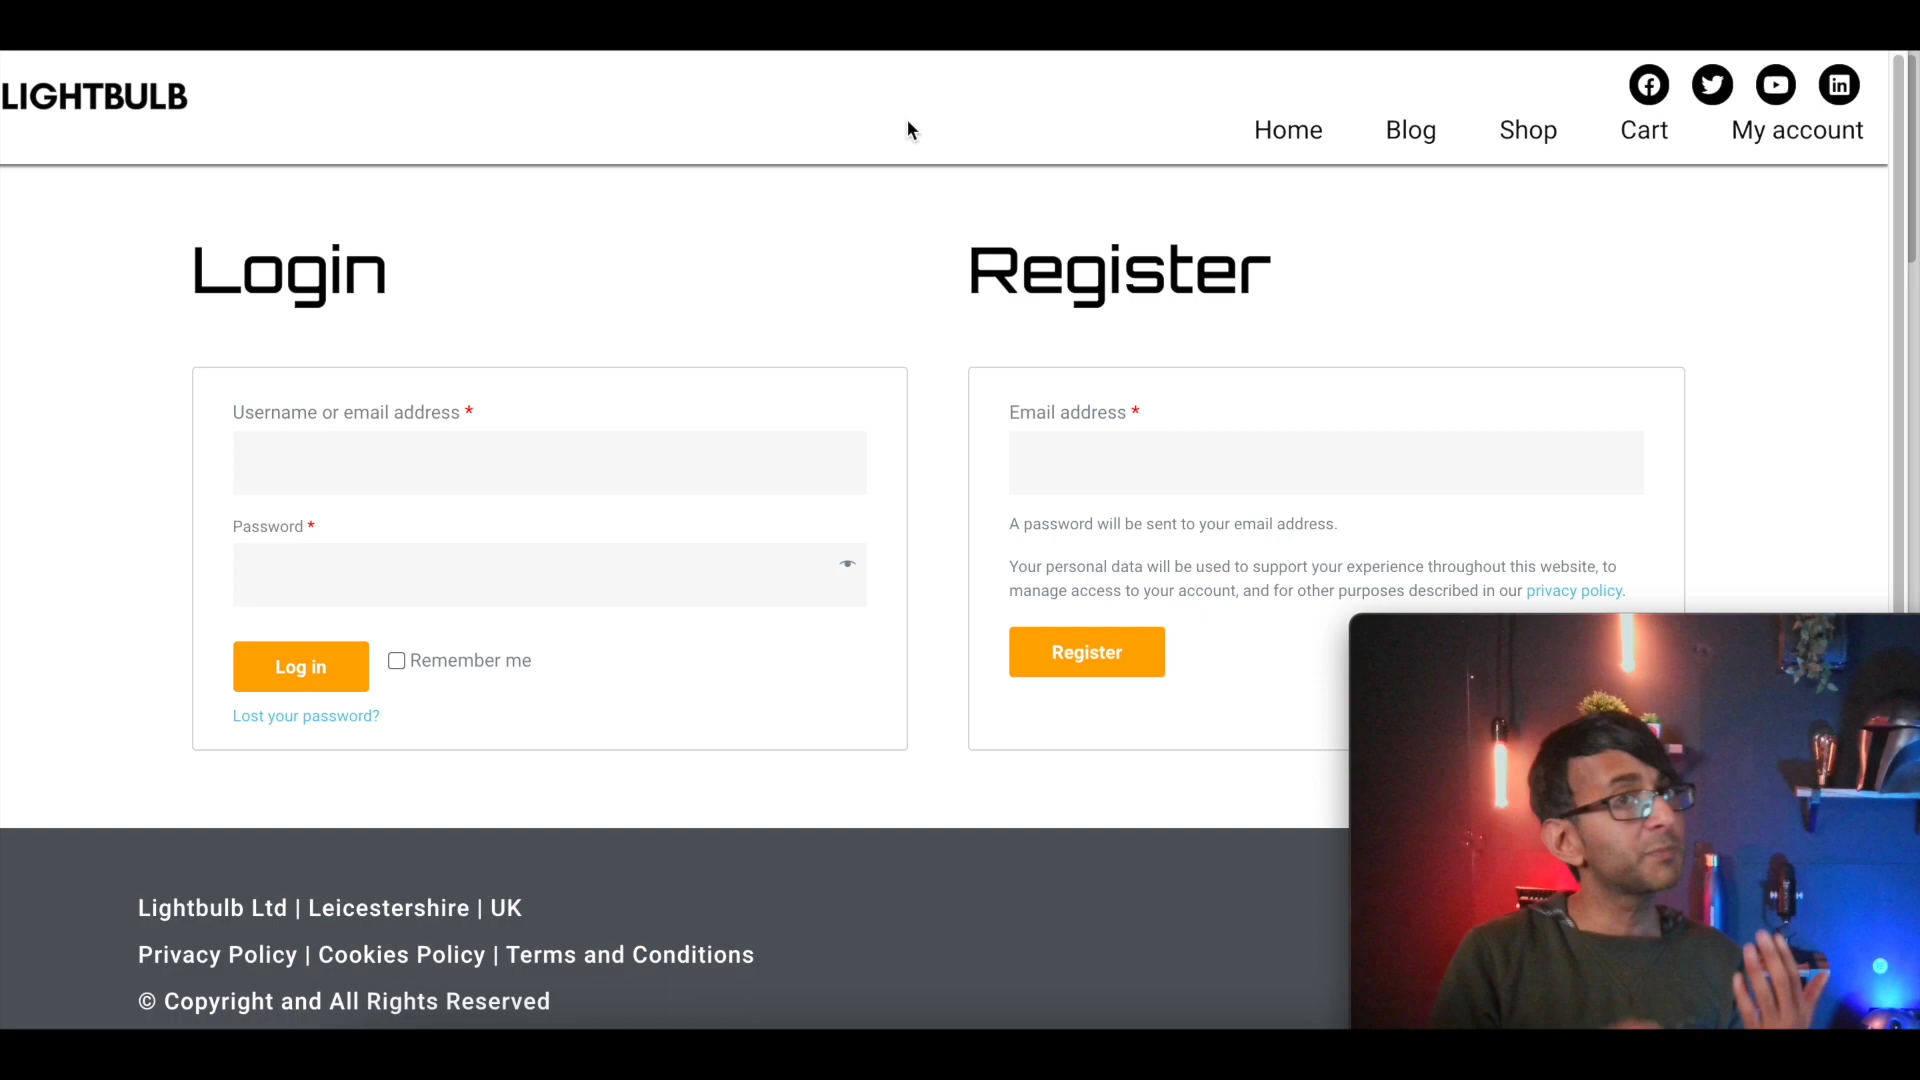 LIGHTBULB
Home Blog Shop Cart My account
Login
Register
Username or email address *
Password *
Log in
Remember me
Lost your password?
Email address *
A password will be sent to your email address.
Your personal data will be used to support your experience throughout this website, to
manage access to your account, and for other purposes described in our privacy policy.
Register
Lightbulb Ltd | Leicestershire | UK
Privacy Policy | Cookies Policy | Terms and Conditions
© Copyright and All Rights Reserved